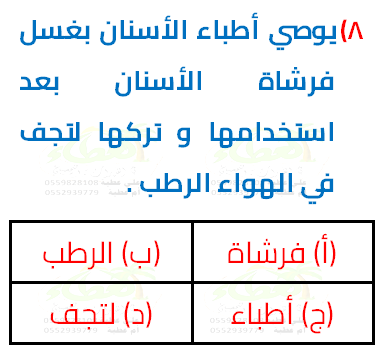 ٨) يوصي أطباء الأسنان بغسل
فرشاة الأسنان بعد
استخدامها و تركها لتجف
في الهواء الرطب .
(أ) فرشاة (ب) الرطب
(ج) أطباء (د) لتجف